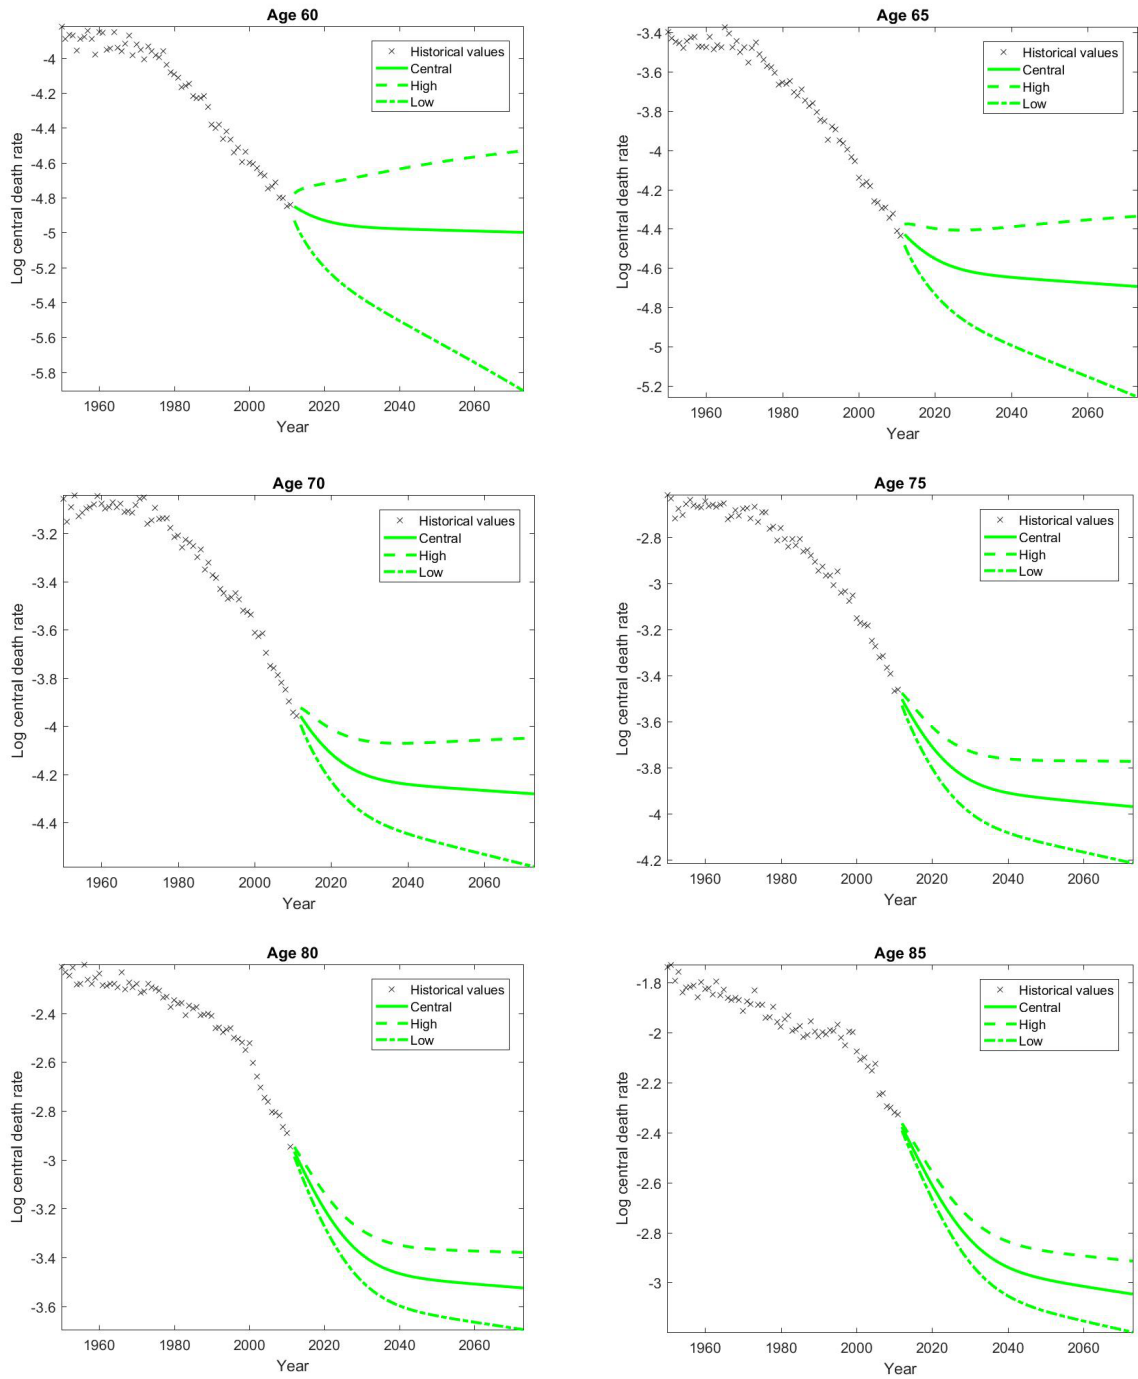 Age 60
-4
-4.2
-4.4
-4.6
-4.8
-5
-5.2
-5.4
-5.6
-5.8
Log central death rate
Historical values
Central
High
Low
1960 1980 2000 2020 2040 2060
Year
Age 65
-3.4
-3.6
-3.8
-4
-4.2
-4.4
-4.6
-4.8
-5
-5.2
Log central death rate
Historical values
Central
High
Low
1960 1980 2000 2020 2040 2060
Year
Age 70
-3.2
-3.4
-3.6
-3.8
-4
-4.2
-4.4
Log central death rate
Historical values
Central
High
Low
1960 1980 2000 2020 2040 2060
Year
Age 75
-2.8
-3
-3.2
-3.4
-3.6
-3.8
-4
-4.2
Log central death rate
Historical values
Central
High
Low
1960 1980 2000 2020 2040 2060
Year
Age 80
-2.4
-2.6
-2.8
-3
-3.2
-3.4
-3.6
Log central death rate
Historical values
Central
High
Low
1960 1980 2000 2020 2040 2060
Year
Age 85
-1.8
-2
-2.2
-2.4
-2.6
-2.8
-3
Log central death rate
Historical values
Central
High
Low
1960 1980 2000 2020 2040 2060
Year